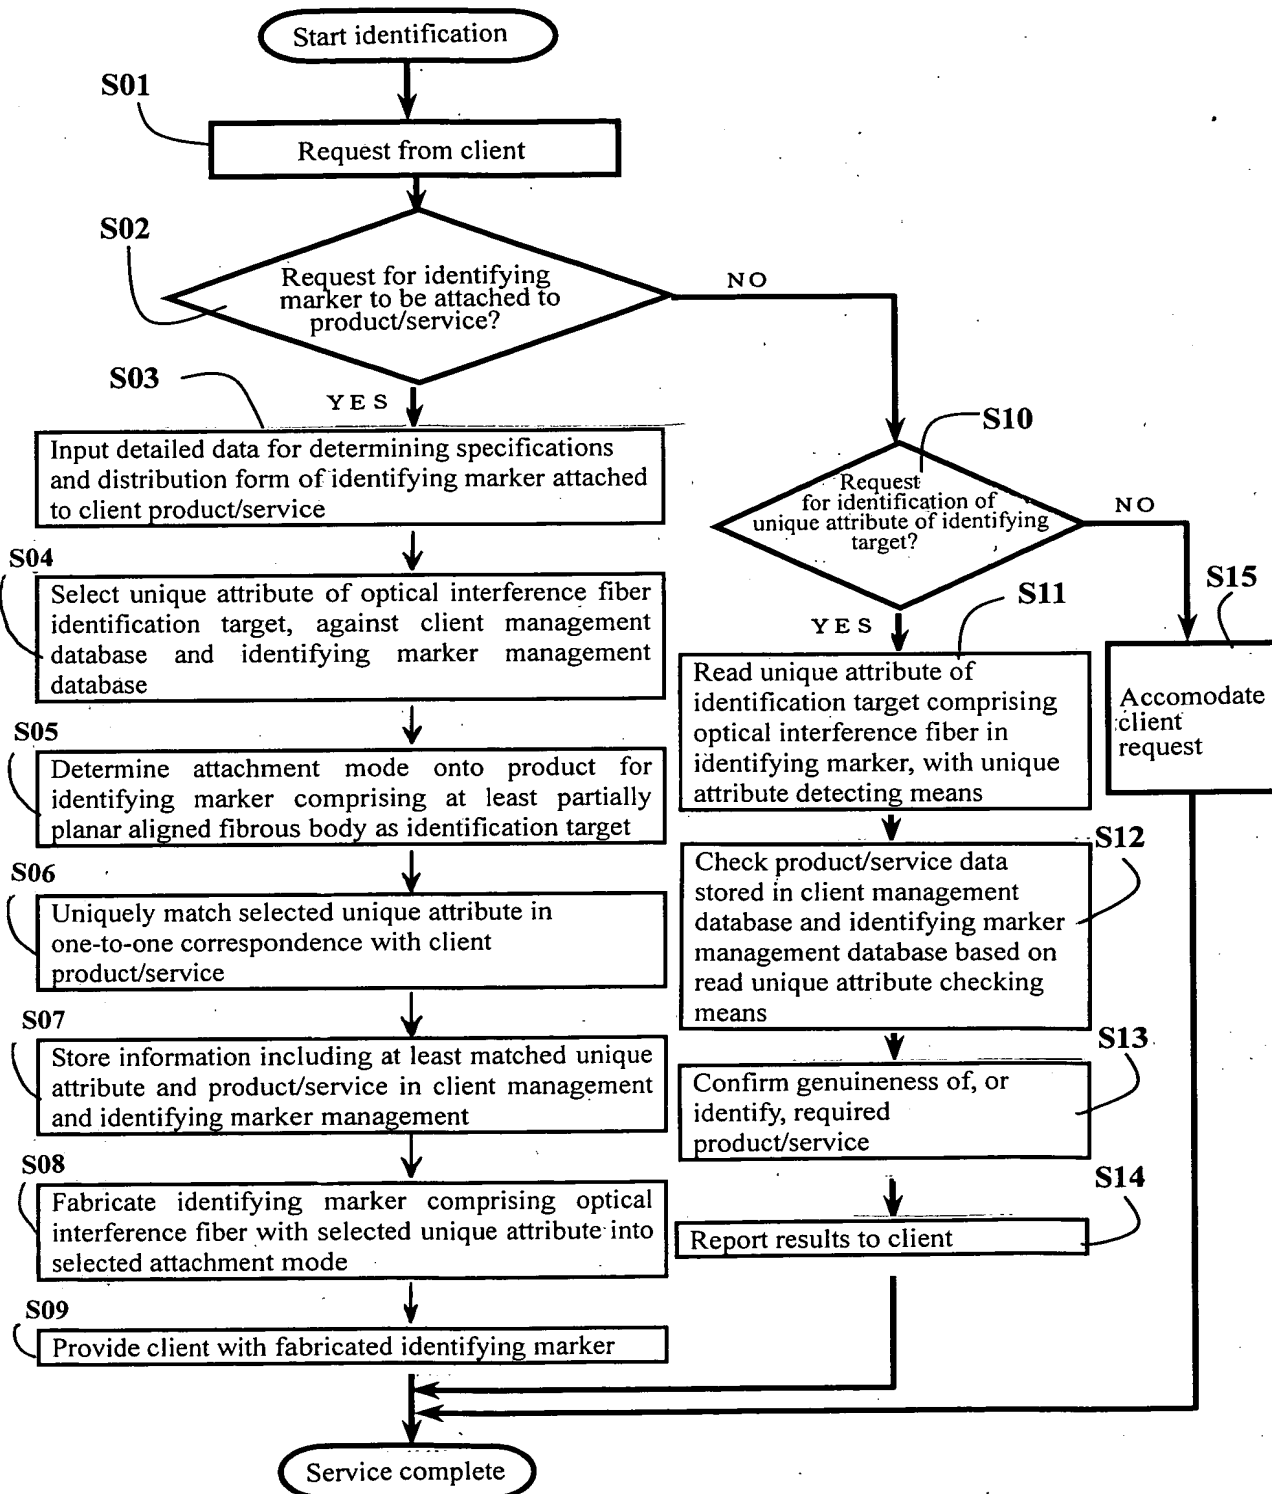 Start identification
S01
Request from client
S02
Request for identifying
marker to be attached to
product/service?
NO
S03
YES
Input detailed data for determining specifications
and distribution form of identifying marker attached
to client product/service
S04
Select unique attribute of optical interference fiber
identification target, against client management
database and identifying marker management
database
S05
Determine attachment mode onto product for
identifying marker comprising at least partially
planar aligned fibrous body as identification target
S06
Uniquely match selected unique attribute in
one-to-one correspondence with client
product/service
S07
Store information including at least matched unique
attribute and product/service in client management
and identifying marker management
S08
Fabricate identifying marker comprising optical
interference fiber with selected unique attribute into
selected attachment mode
S09
Provide client with fabricated identifying marker
S10
Request
for identification of
unique attribute of identifying
target?
NO
YES
S11
Read unique attribute of
identification target comprising
optical interference fiber in
identifying marker, with unique
attribute detecting means
S12
Check product/service data
stored in client management
database and identifying marker
management database based on
read unique attribute checking
means
S13
Confirm genuineness of, or
identify, required
product/service
S14
Report results to client
S15
Accomodate
client
request
Service complete